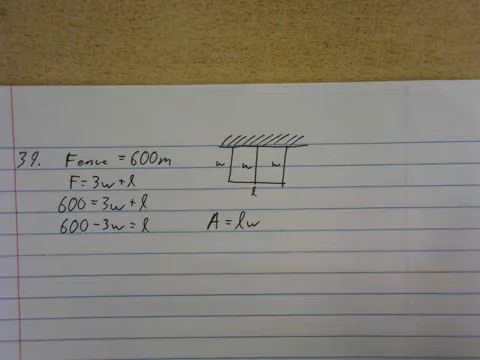 39. Fence = 600m
F = 3w + l
600 = 3w + l
600 - 3w = l
w w w
l
A = lw